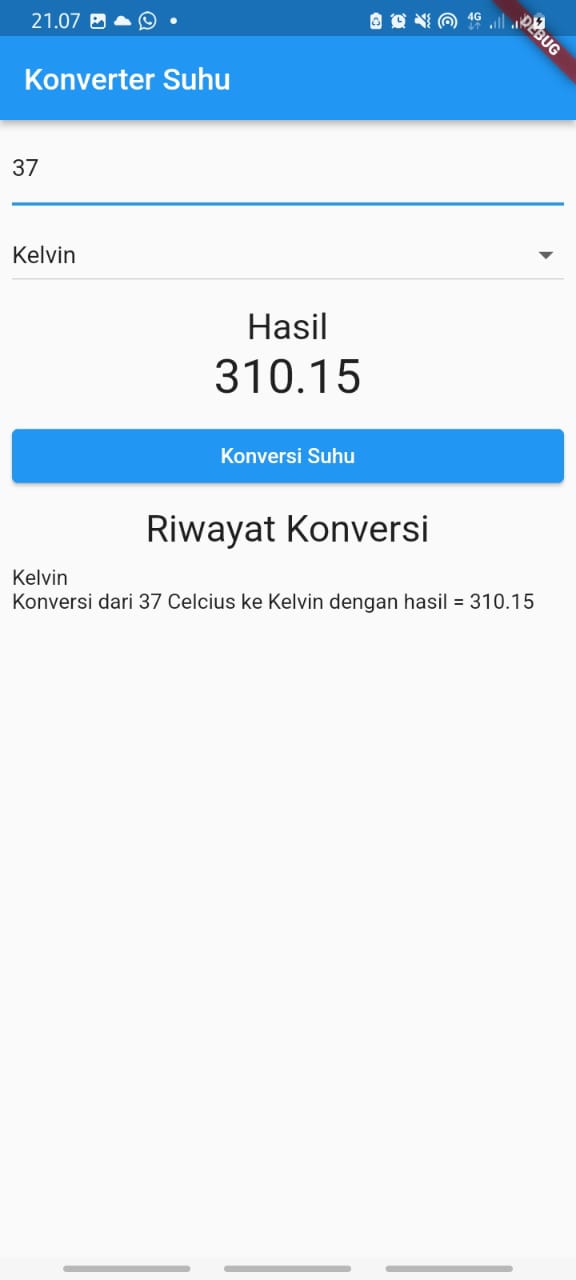 21.07
4G
DEBUG
Konverter Suhu
37
Kelvin
Hasil
310.15
Konversi Suhu
Riwayat Konversi
Kelvin
Konversi dari 37 Celcius ke Kelvin dengan hasil = 310.15